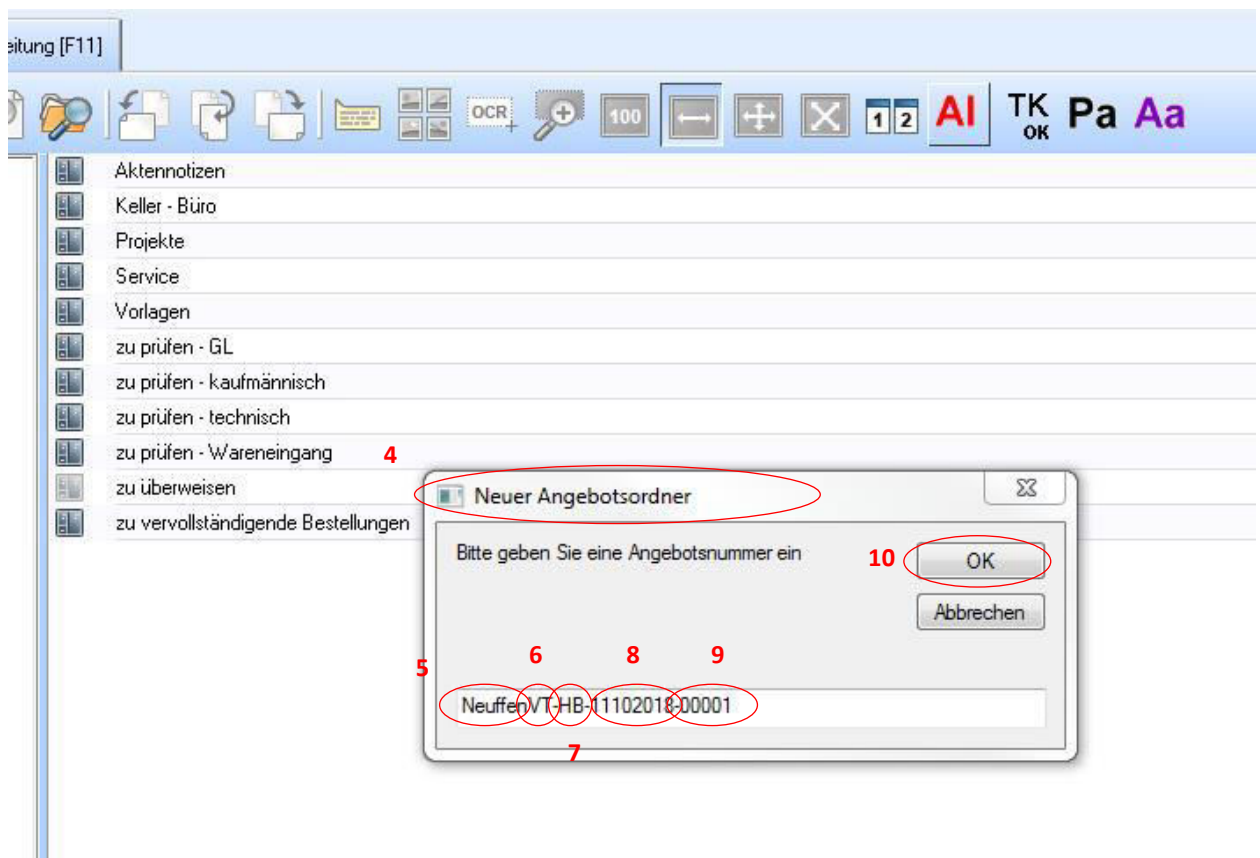 eitung [F11]
OCR 100 1 2 AI TK OK Pa Aa
Aktennotizen
Keller - Büro
Projekte
Service
Vorlagen
zu prüfen - GL
zu prüfen - kaufmännisch
zu prüfen - technisch
zu prüfen - Wareneingang
4
zu überweisen
zu vervollständigende Bestellungen
Neuer Angebotsordner
Bitte geben Sie eine Angebotsnummer ein
10
OK
Abbrechen
5 6 8 9
NeuffenVT-HB-11102018-00001
7